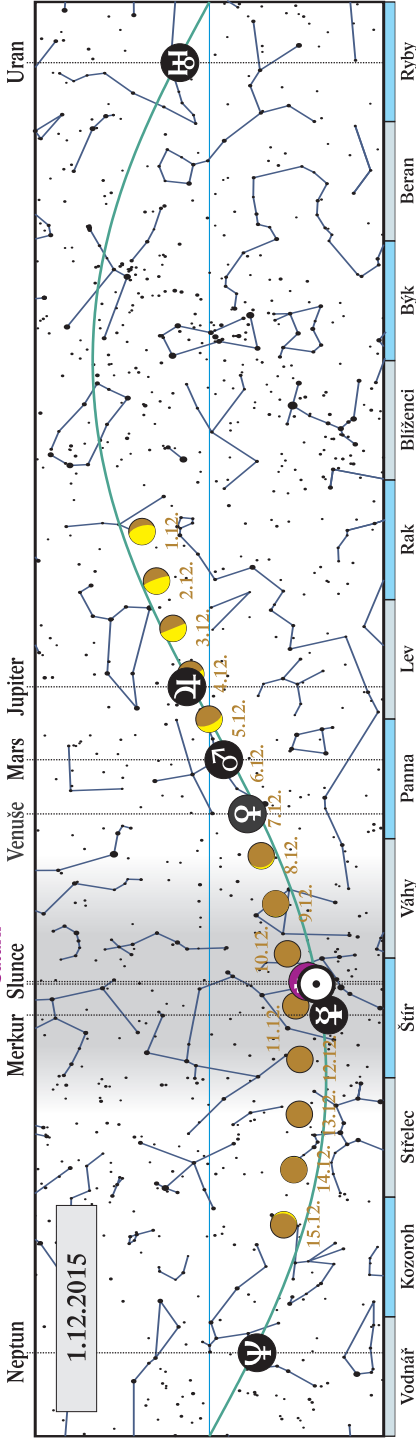 Neptun
Merkur
Slunce
Venuše
Mars
Jupiter
Uran
1.12.2015
15.12.
14.12.
13.12.
12.12.
11.12.
10.12.
9.12.
8.12.
7.12.
6.12.
5.12.
4.12.
3.12.
2.12.
1.12.
Vodnář
Kozoroh
Střelec
Štír
Váhy
Panna
Lev
Rak
Blíženci
Býk
Beran
Ryby